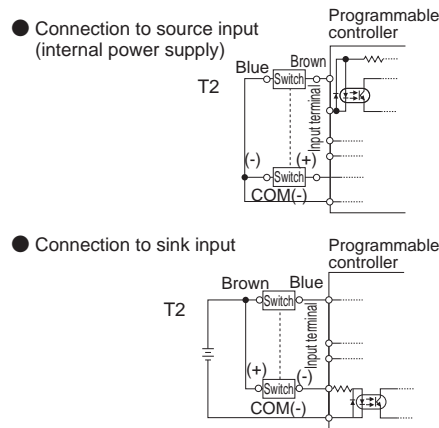 ● Connection to source input
(internal power supply)
Programmable
controller
Blue
Brown
Switch
T2
Input terminal
(-)
(+)
Switch
COM(-)
● Connection to sink input
Programmable
controller
Brown
Blue
Switch
T2
Input terminal
(+)
(-)
Switch
COM(-)